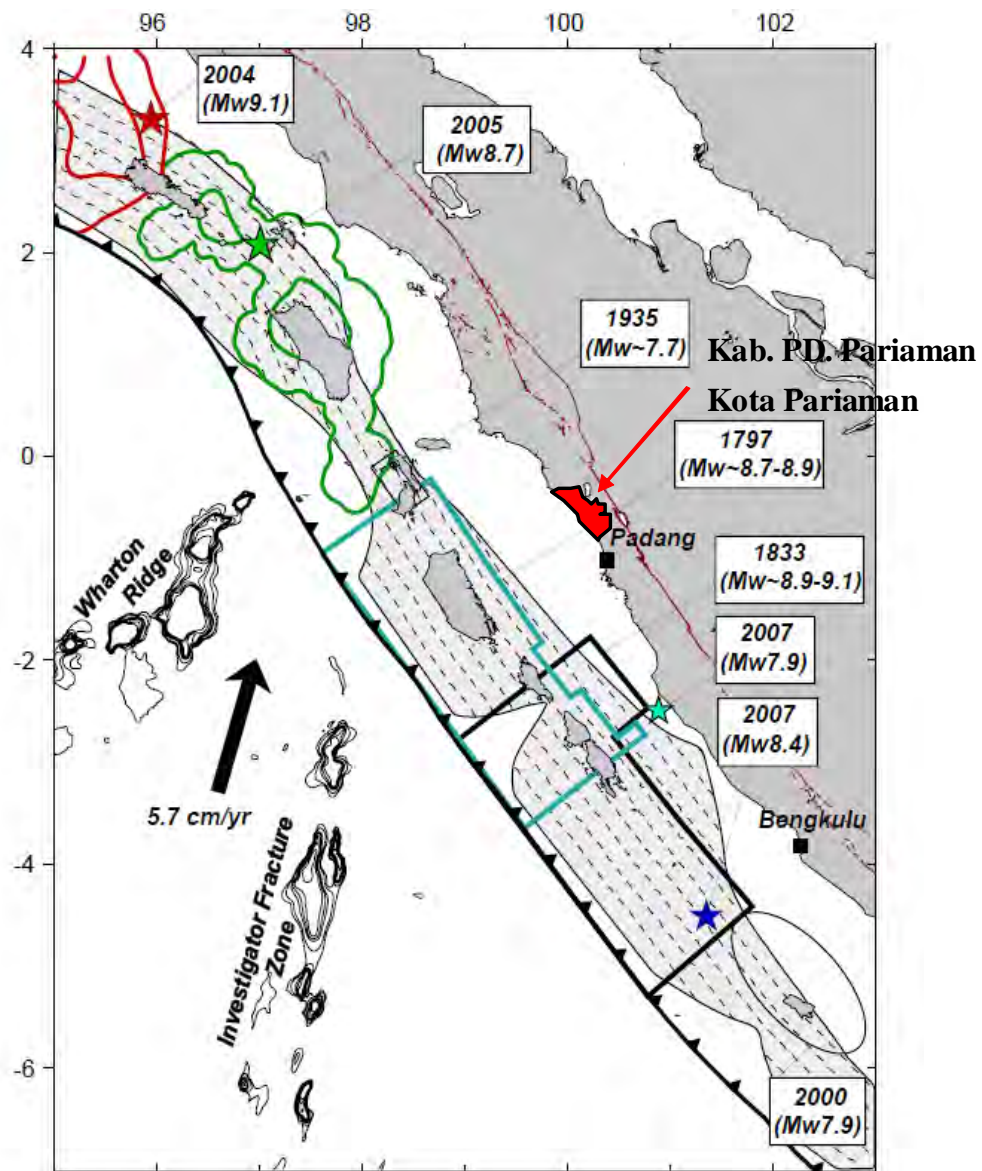 96 98 100 102
4
2004
(Mw9.1)
2005
(Mw8.7)
2
1935
(Mw~7.7)
Kab. PD. Pariaman
Kota Pariaman
1797
(Mw~8.7-8.9)
0
Padang
1833
(Mw~8.9-9.1)
Wharton
Ridge
2007
(Mw7.9)
-2
2007
(Mw8.4)
5.7 cm/yr
Bengkulu
-4
Investigator Fracture
Zone
-6
2000
(Mw7.9)